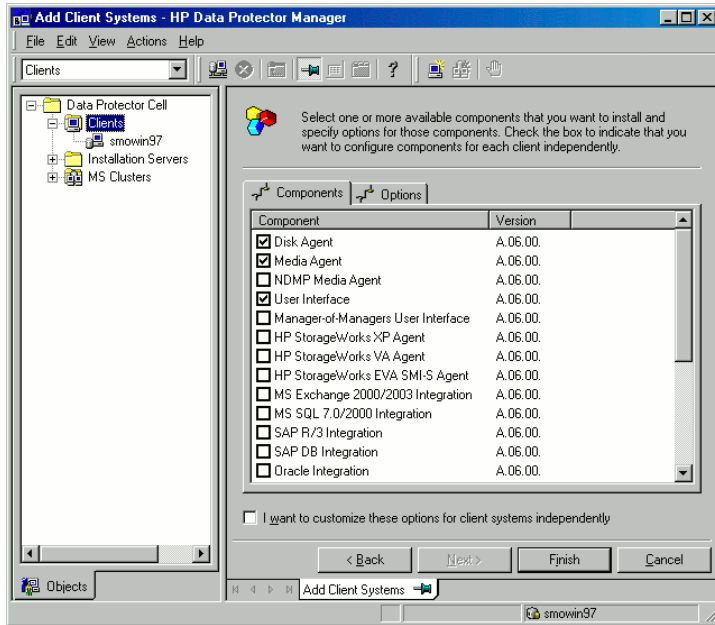 Add Client Systems - HP Data Protector Manager
File Edit View Actions Help
Clients
Data Protector Cell
Clients
smowin97
Installation Servers
MS Clusters
Objects
Select one or more available components that you want to install and
specify options for those components. Check the box to indicate that you
want to configure components for each client independently.
Components Options
Component Version
Disk Agent A.06.00.
Media Agent A.06.00.
NDMP Media Agent A.06.00.
User Interface A.06.00.
Manager-of-Managers User Interface A.06.00.
HP StorageWorks XP Agent A.06.00.
HP StorageWorks VA Agent A.06.00.
HP StorageWorks EVA SMI-S Agent A.06.00.
MS Exchange 2000/2003 Integration A.06.00.
MS SQL 7.0/2000 Integration A.06.00.
SAP R/3 Integration A.06.00.
SAP DB Integration A.06.00.
Oracle Integration A.06.00.
I want to customize these options for client systems independently
< Back Next > Finish Cancel
Add Client Systems
smowin97